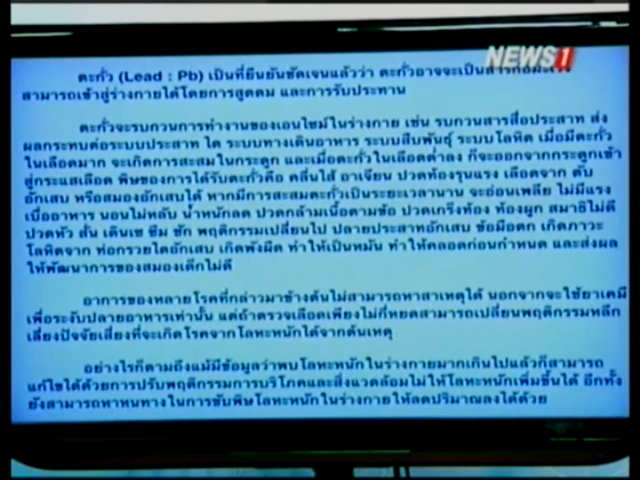 NEWS1
ตะกั่ว (Lead : Pb) เป็นที่ยืนยันชัดเจนแล้วว่า ตะกั่วอาจจะเป็นสารก่อมะเร็ง
สามารถเข้าสู่ร่างกายได้โดยการสูดดม และการรับประทาน
ตะกั่วจะรบกวนการทำงานของเอนไซม์ในร่างกาย เช่น รบกวนสารสื่อประสาท ส่ง
ผลกระทบต่อระบบประสาท ไต ระบบทางเดินอาหาร ระบบสืบพันธุ์ ระบบโลหิต เมื่อมีตะกั่ว
ในเลือดมาก จะเกิดการสะสมในกระดูก และเมื่อตะกั่วในเลือดต่ำลง ก็จะออกจากกระดูกเข้า
สู่กระแสเลือด พิษของการได้รับตะกั่วคือ คลื่นไส้ อาเจียน ปวดท้องรุนแรง เลือดจาก ตับ
อักเสบ หรือสมองอักเสบได้ หากมีการสะสมตะกั่วเป็นระยะเวลานาน จะอ่อนเพลีย ไม่มีแรง
เบื่ออาหาร นอนไม่หลับ น้ำหนักลด ปวดกล้ามเนื้อตามข้อ ปวดเกร็งท้อง ท้องผูก สมาธิไม่ดี
ปวดหัว สั่น เดินเซ ซึม ชัก พฤติกรรมเปลี่ยนไป ปลายประสาทอักเสบ ข้อมือตก เกิดภาวะ
โลหิตจาก ท่อกรวยไตอักเสบ เกิดพังผืด ทำให้เป็นหมัน ทำให้คลอดก่อนกำหนด และส่งผล
ให้พัฒนาการของสมองเด็กไม่ดี
อาการของหลายโรคที่กล่าวมาข้างต้นไม่สามารถหาสาเหตุได้ นอกจากจะใช้ยาเคมี
เพื่อระงับปลายอาหารเท่านั้น แต่ถ้าตรวจเลือดเพียงไม่กี่หยดสามารถเปลี่ยนพฤติกรรมหลีก
เลี่ยงปัจจัยเสี่ยงที่จะเกิดโรคจากโลหะหนักได้จากต้นเหตุ
อย่างไรก็ตามถึงแม้มีข้อมูลว่าพบโลหะหนักในร่างกายมากเกินไปแล้วก็สามารถ
แก้ไขได้ด้วยการปรับพฤติกรรมการบริโภคและสิ่งแวดล้อมไม่ให้โลหะหนักเพิ่มขึ้นได้ อีกทั้ง
ยังสามารถหาหนทางในการขับพิษโลหะหนักในร่างกายให้ลดปริมาณลงได้ด้วย